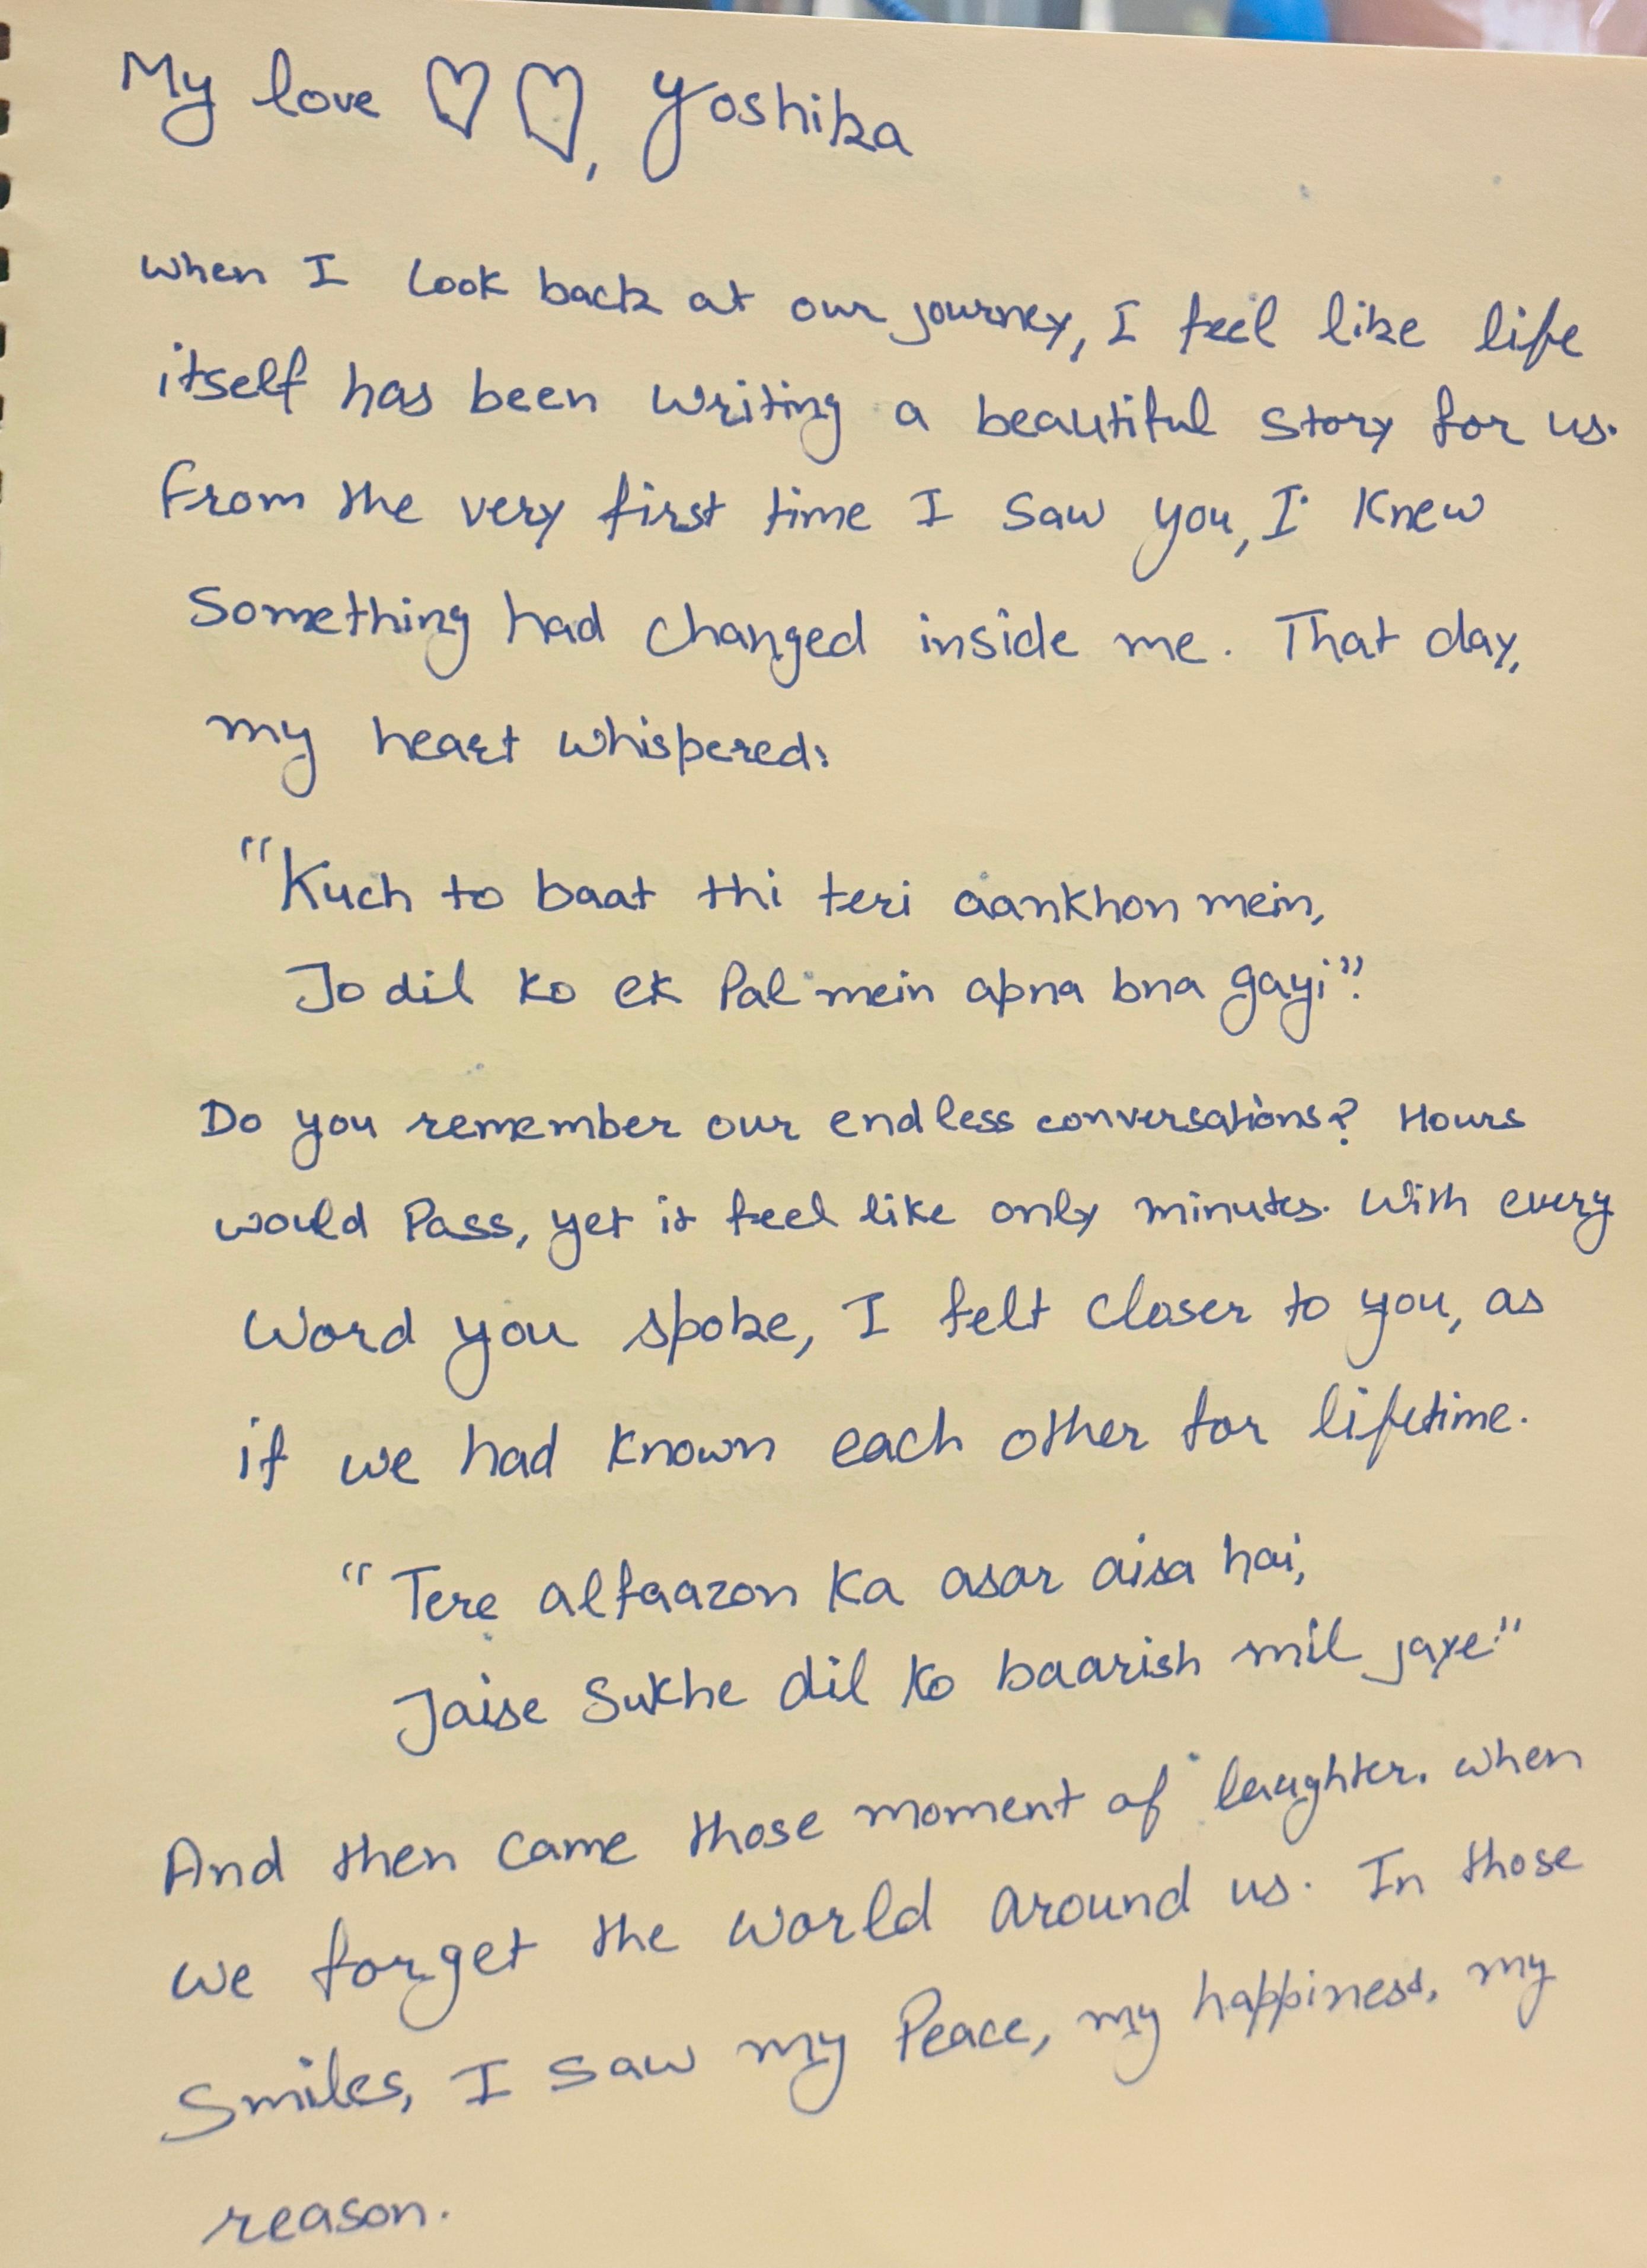 My love ♡♡, Yoshika
when I look back at our journey, I feel like life
itself has been writing a beautiful story for us.
from the very first time I saw you, I knew
Something had changed inside me. That day,
my heart whispered:
"Kuch to baat thi teri aankhon mein,
Jo dil ko ek Pal mein apna bna gayi".
Do you remember our endless conversations? Hours
would Pass, yet it feel like only minutes. With every
Word you spoke, I felt closer to you, as
if we had known each other for lifetime.
"Tere alfaazon Ka asar aisa hai,
Jaise Sukhe dil ko baarish mil jaye."
And then came those moment of laughter. when
we forget the world around us. In those
Smiles, I saw my Peace, my happiness, my
reason.